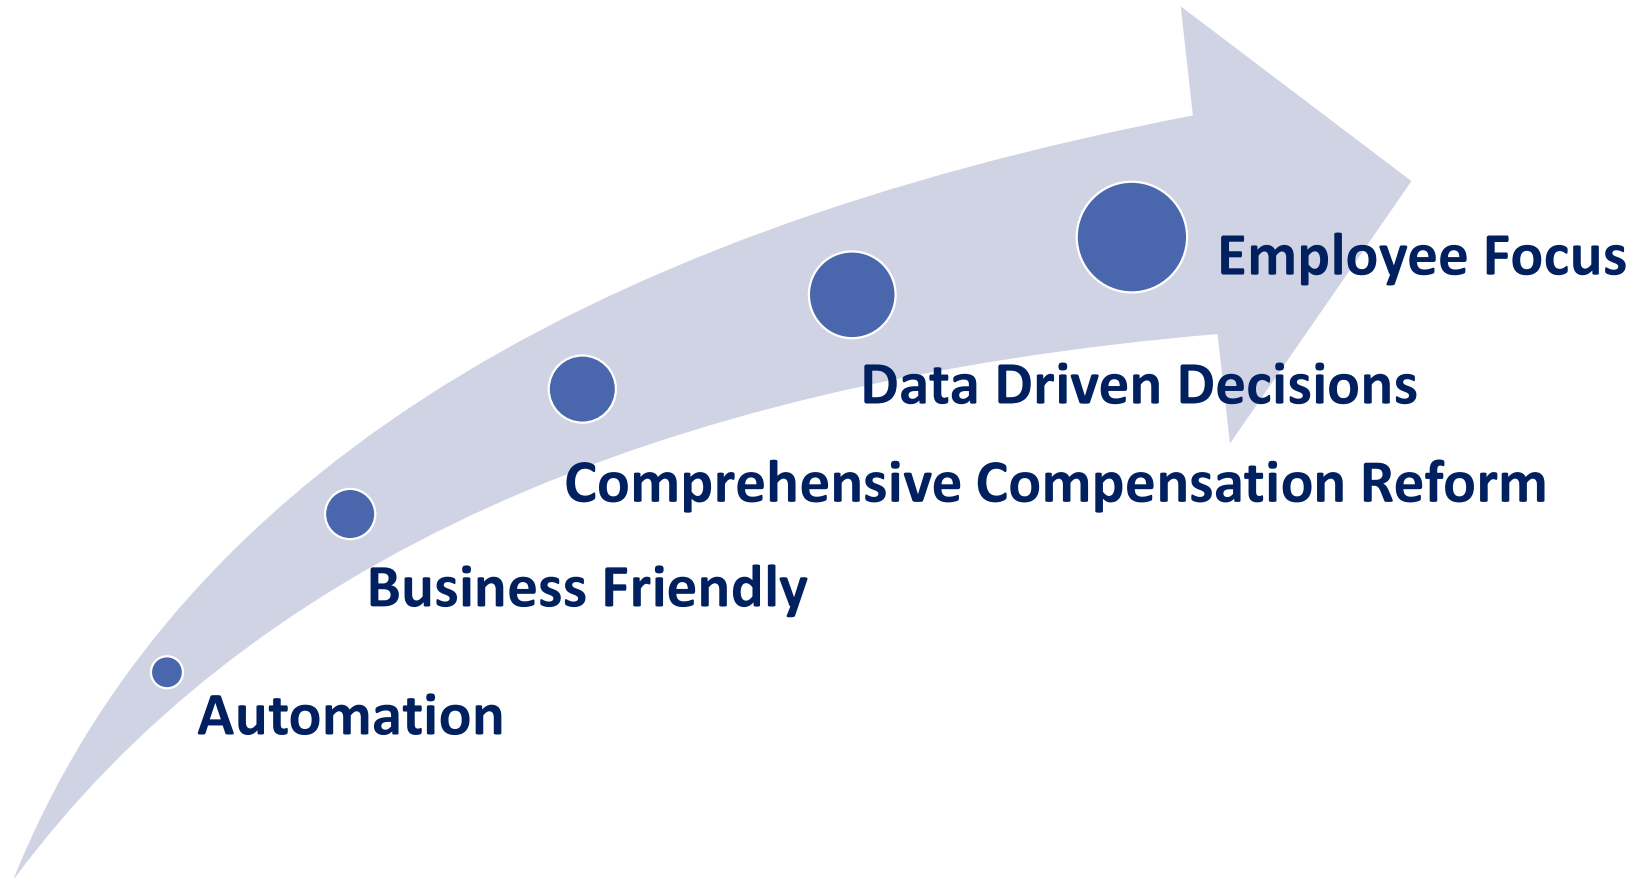 Employee Focus
Data Driven Decisions
Comprehensive Compensation Reform
Business Friendly
Automation